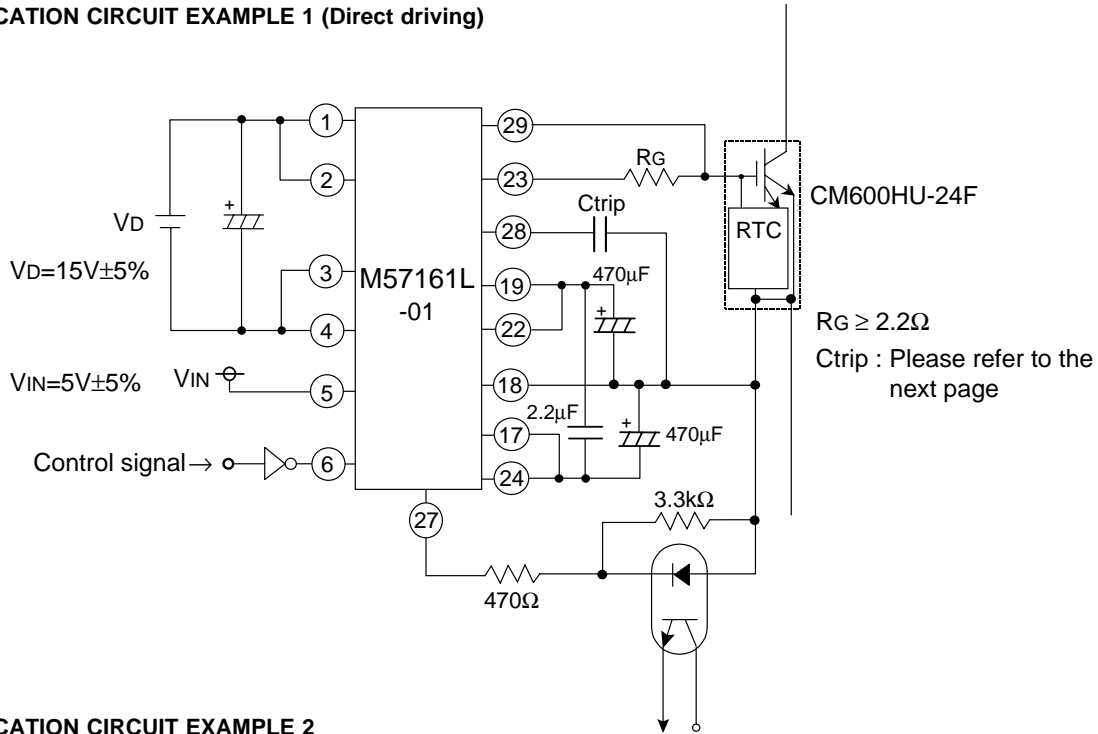 CATION CIRCUIT EXAMPLE 1 (Direct driving)
1
29
RG
23
2
Ctrip
CM600HU-24F
+
VD
28
RTC
VD=15V±5%
3
M57161L
-01
19
470µF
+
4
22
RG ≥ 2.2Ω
Ctrip : Please refer to the
next page
VIN=5V±5%
VIN
5
18
2.2µF
+
17
470µF
Control signal →
6
24
27
3.3kΩ
470Ω
CATION CIRCUIT EXAMPLE 2